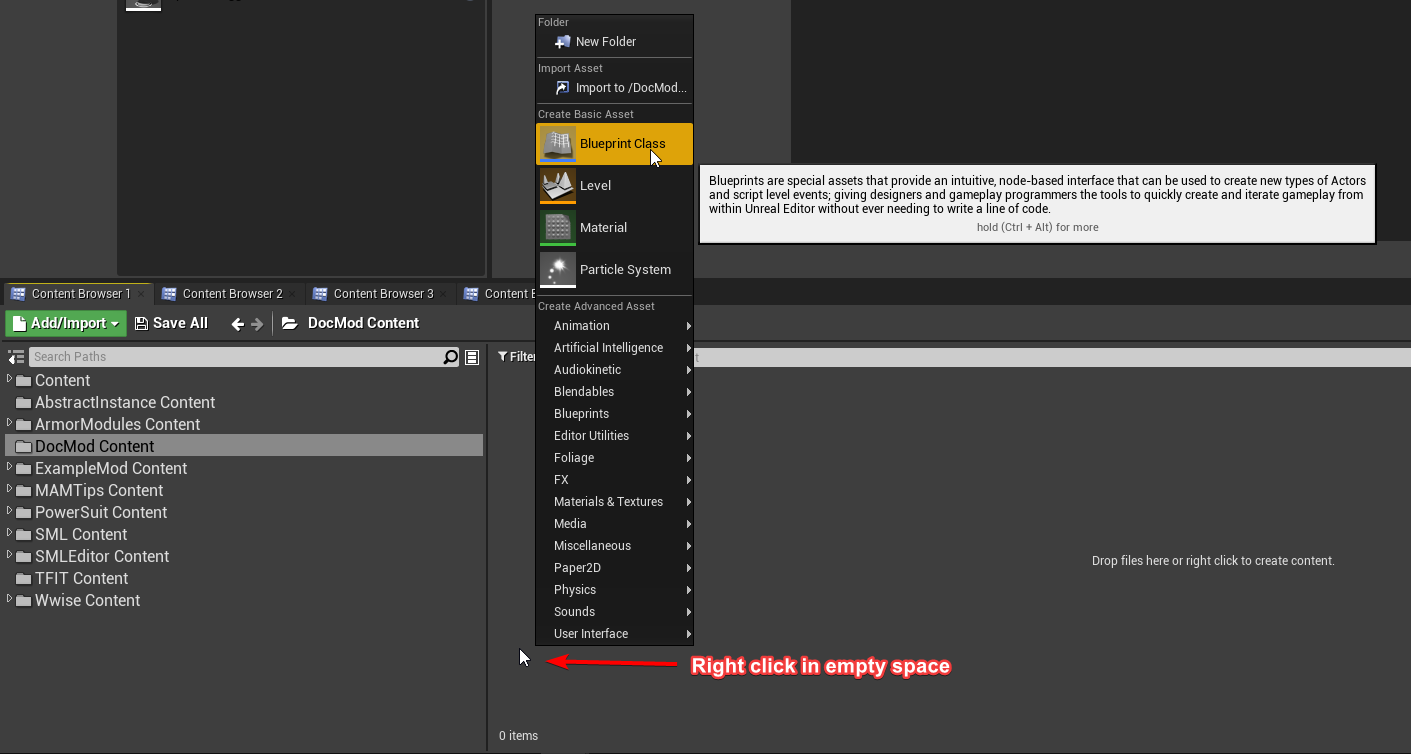 Folder
New Folder
Import Asset
Import to /DocMod...
Create Basic Asset
Blueprint Class
Level
Material
Particle System
Blueprints are special assets that provide an intuitive, node-based interface that can be used to create new types of Actors
and script level events; giving designers and gameplay programmers the tools to quickly create and iterate gameplay from
within Unreal Editor without ever needing to write a line of code.
hold (Ctrl + Alt) for more
Create Advanced Asset
Animation
Artificial Intelligence
Audiokinetic
Blendables
Blueprints
Editor Utilities
Foliage
FX
Materials & Textures
Media
Miscellaneous
Paper2D
Physics
Sounds
User Interface
Content Browser 1
Content Browser 2
Content Browser 3
Content
Add/Import
Save All
DocMod Content
Search Paths
Content
AbstractInstance Content
ArmorModules Content
DocMod Content
ExampleMod Content
MAMTips Content
PowerSuit Content
SML Content
SMLEditor Content
TFIT Content
Wwise Content
Drop files here or right click to create content.
Right click in empty space
0 items